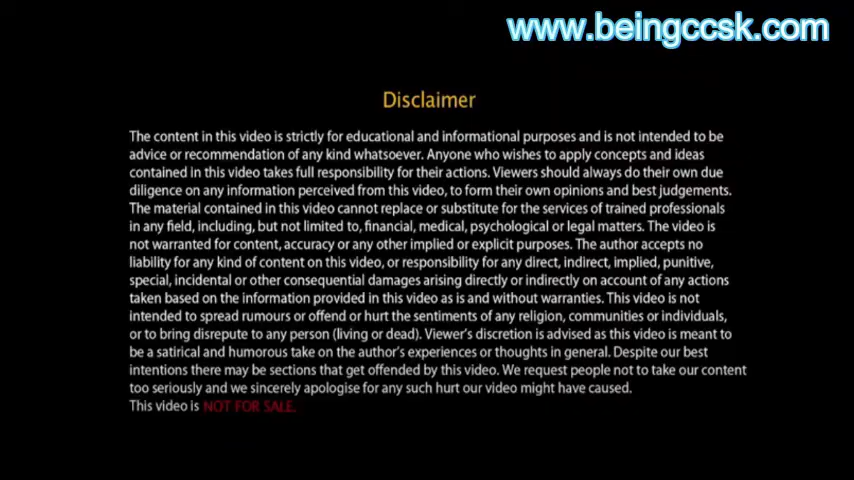 www.beingccsk.com
Disclaimer
The content in this video is strictly for educational and informational purposes and is not intended to be
advice or recommendation of any kind whatsoever. Anyone who wishes to apply concepts and ideas
contained in this video takes full responsibility for their actions. Viewers should always do their own due
diligence on any information perceived from this video, to form their own opinions and best judgements.
The material contained in this video cannot replace or substitute for the services of trained professionals
in any field, including, but not limited to, financial, medical, psychological or legal matters. The video is
not warranted for content, accuracy or any other implied or explicit purposes. The author accepts no
liability for any kind of content on this video, or responsibility for any direct, indirect, implied, punitive,
special, incidental or other consequential damages arising directly or indirectly on account of any actions
taken based on the information provided in this video as is and without warranties. This video is not
intended to spread rumours or offend or hurt the sentiments of any religion, communities or individuals,
or to bring disrepute to any person (living or dead). Viewer's discretion is advised as this video is meant to
be a satirical and humorous take on the author's experiences or thoughts in general. Despite our best
intentions there may be sections that get offended by this video. We request people not to take our content
too seriously and we sincerely apologise for any such hurt our video might have caused.
This video is NOT FOR SALE.